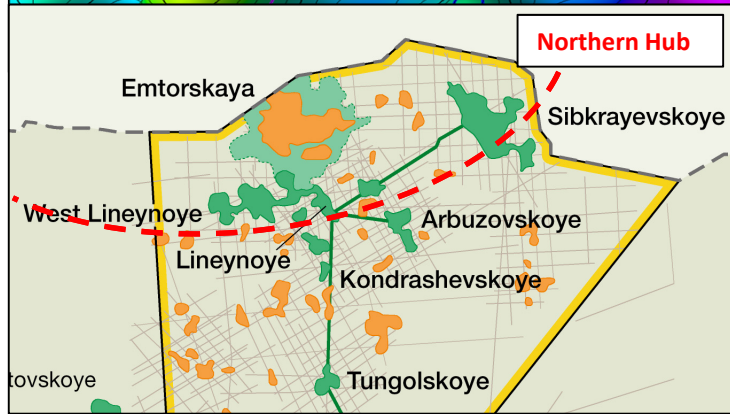 Northern Hub
Emtorskaya
Sibkrayevskoye
West Lineynoye
Arbuzovskoye
Lineynoye
Kondrashevskoye
tovskoye
Tungolskoye